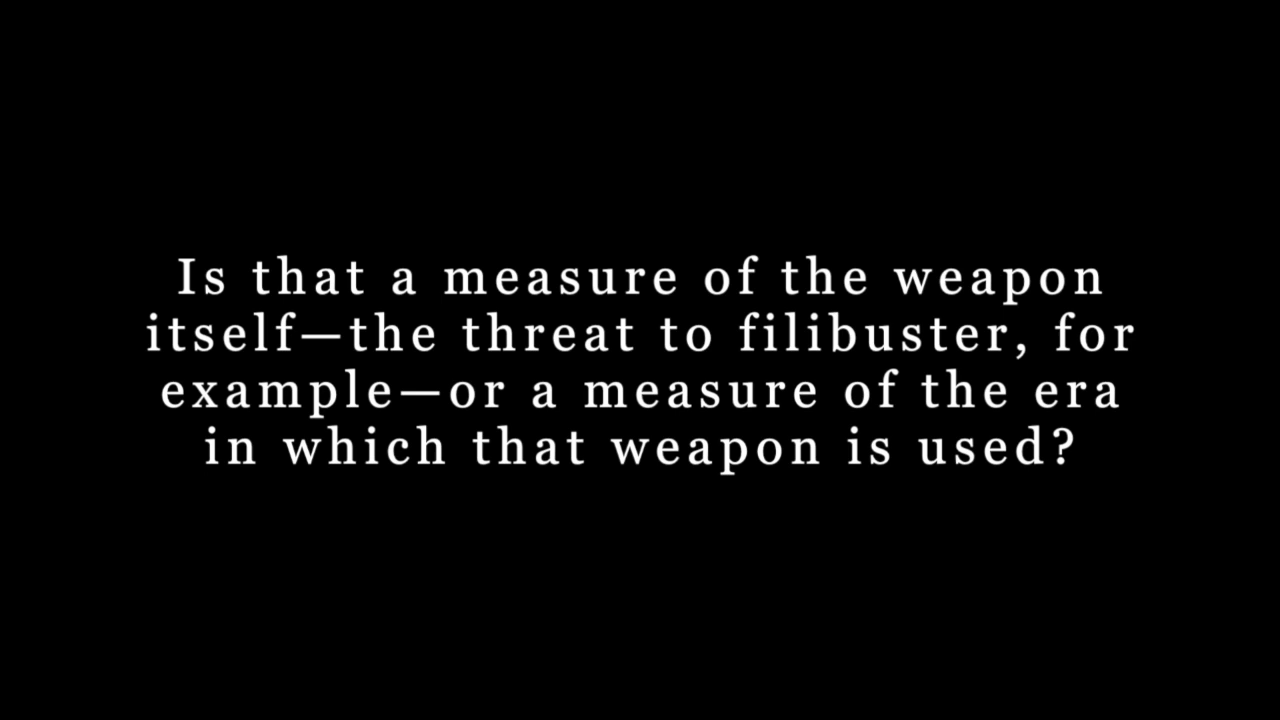 Is that a measure of the weapon
itself—the threat to filibuster, for
example—or a measure of the era
in which that weapon is used?